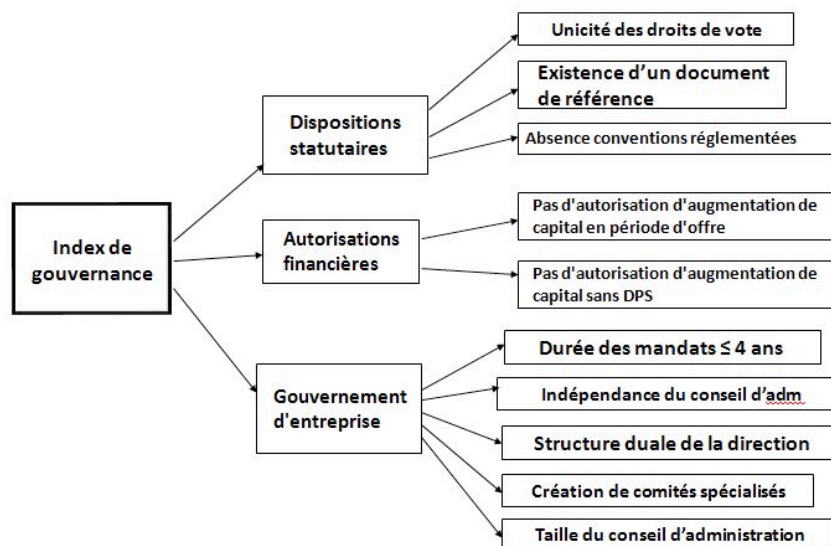 Index de
gouvernance
Dispositions
statutaires
Unicité des droits de vote
Existence d’un document
de référence
Absence conventions réglementées
Autorisations
financières
Pas d'autorisation d'augmentation de
capital en période d'offre
Pas d'autorisation d'augmentation de
capital sans DPS
Gouvernement
d'entreprise
Durée des mandats ≤ 4 ans
Indépendance du conseil d’adm
Structure duale de la direction
Création de comités spécialisés
Taille du conseil d’administration